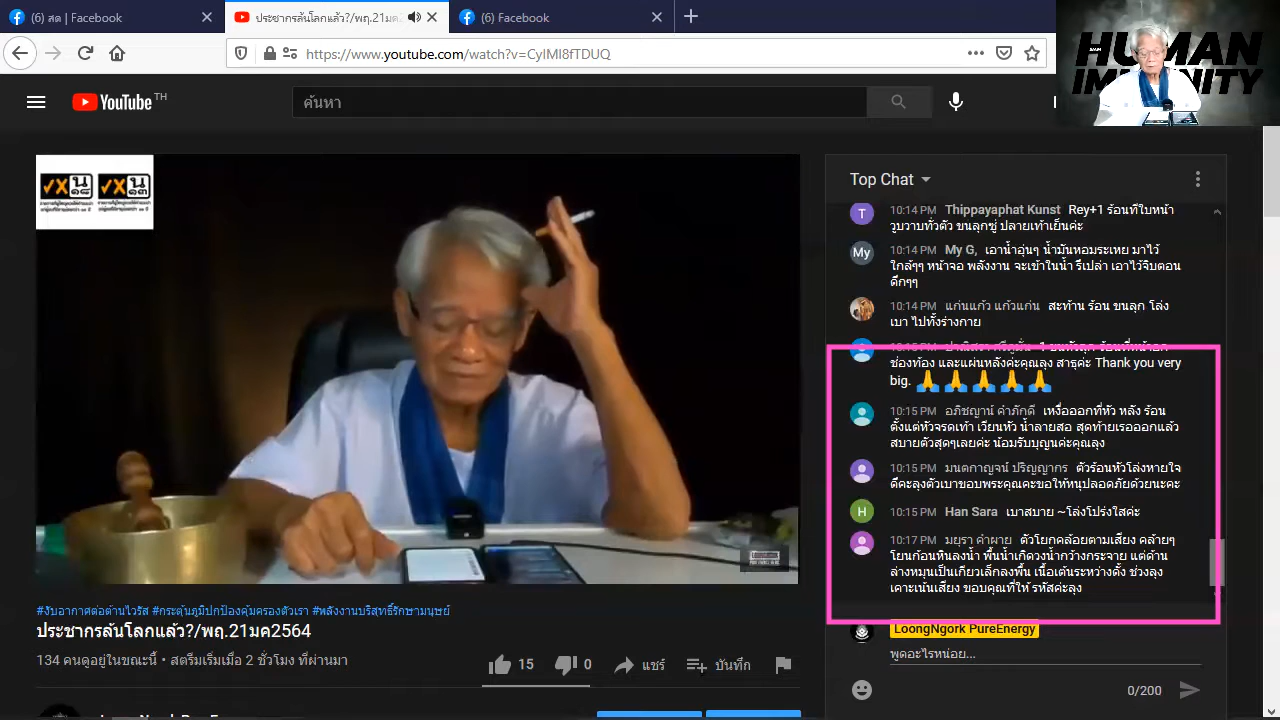 (6) สด | Facebook
ประชากรล้นโลกแล้ว?/พฤ.21มค2
(6) Facebook
https://www.youtube.com/watch?v=CyIMI8fTDUQ
HUMAN
IMMUNITY
YouTube TH
ค้นหา
Top Chat
10:14 PM Thippayaphat Kunst Rey+1 ร้อนที่ใบหน้า
วูบวาบทั่วตัว ขนลุกซู่ ปลายเท้าเย็นค่ะ
10:14 PM My G, เอาน้ำอุ่นๆ น้ำมันหอมระเหย มาไว้
ใกล้ๆๆ หน้าจอ พลังงาน จะเข้าในน้ำ รึเปล่า เอาไว้จิบตอน
ดึกๆๆ
10:14 PM แก่นแก้ว แก้วแก่น สะท้าน ร้อน ขนลุก โล่ง
เบา ไปทั้งร่างกาย
ช่องท้อง และแผ่นหลังค่ะคุณลุง สาธุค่ะ Thank you very
big. 🙏🙏🙏🙏🙏
10:15 PM อภิชญาน์ คำภักดี เหงื่อออกที่หัว หลัง ร้อน
ตั้งแต่หัวจรดเท้า เวียนหัว น้ำลายสอ สุดท้ายเรอออกแล้ว
สบายตัวสุดๆเลยค่ะ น้อมรับบุญค่ะคุณลุง
10:15 PM มนตกาญจน์ ปริญญากร ตัวร้อนหัวโล่งหายใจ
ดีคะลุงตัวเบาขอบพระคุณคะขอให้หนุปลอดภัยด้วยนะคะ
10:15 PM Han Sara เบาสบาย ~โล่งโปร่งใสค่ะ
10:17 PM มยุรา คำผาย ตัวโยกคล้อยตามเสียง คล้ายๆ
โยนก้อนหินลงน้ำ พื้นน้ำเกิดวงน้ำกว้างกระจาย แต่ด้าน
ล่างหมุนเป็นเกียวเล็กลงพื้น เนื้อเต้นระหว่างคิ้ว ช่วงลุง
เคาะเน้นเสียง ขอบคุณที่ให้ รหัสค่ะลุง
LoongNgork PureEnergy
พูดอะไรหน่อย...
0/200
#งับอากาศต่อต้านไวรัส #กระตุ้นภูมิปกป้องคุ้มครองตัวเรา #พลังงานบริสุทธิ์รักษามนุษย์
ประชากรล้นโลกแล้ว?/พฤ.21มค2564
134 คนดูอยู่ในขณะนี้ • สตรีมเริ่มเมื่อ 2 ชั่วโมง ที่ผ่านมา
15
0
แชร์
บันทึก